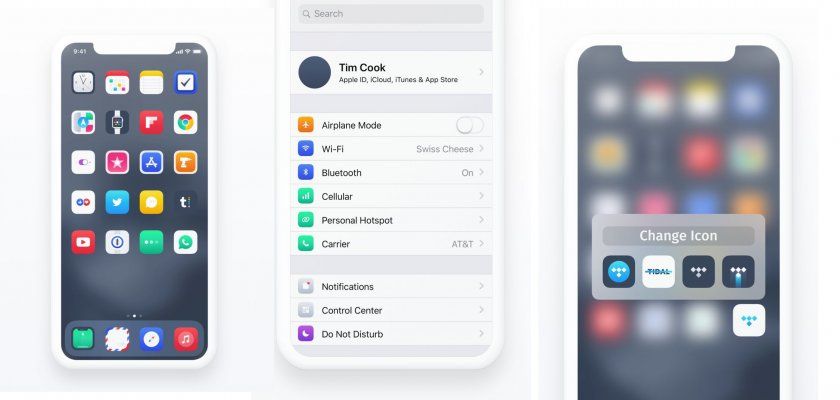 9:41
Search
Tim Cook
Apple ID, iCloud, iTunes & App Store
Airplane Mode
Wi-Fi Swiss Cheese
Bluetooth On
Cellular
Personal Hotspot
Carrier AT&T
Notifications
Control Center
Do Not Disturb
Change Icon
TIDAL